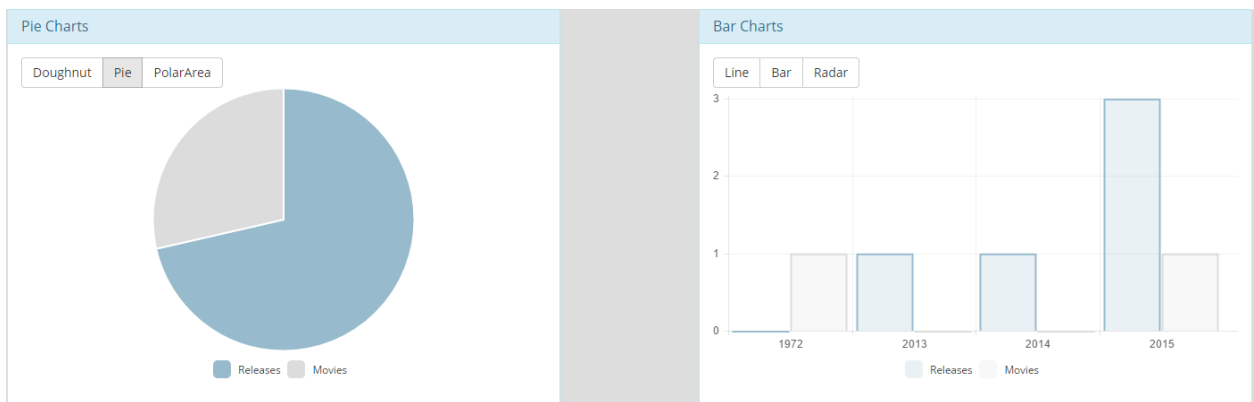 Pie Charts
Doughnut Pie PolarArea
Releases Movies
Bar Charts
Line Bar Radar
3
2
1
0
1972 2013 2014 2015
Releases Movies